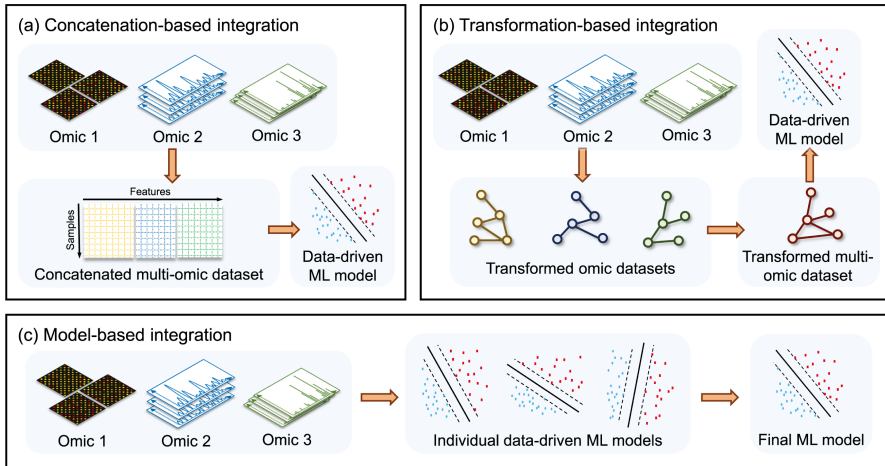 (a) Concatenation-based integration
Omic 1
Omic 2
Omic 3
Features
Samples
Concatenated multi-omic dataset
Data-driven
ML model
(b) Transformation-based integration
Omic 1
Omic 2
Omic 3
Data-driven
ML model
Transformed omic datasets
Transformed multi-
omic dataset
(c) Model-based integration
Omic 1
Omic 2
Omic 3
Individual data-driven ML models
Final ML model